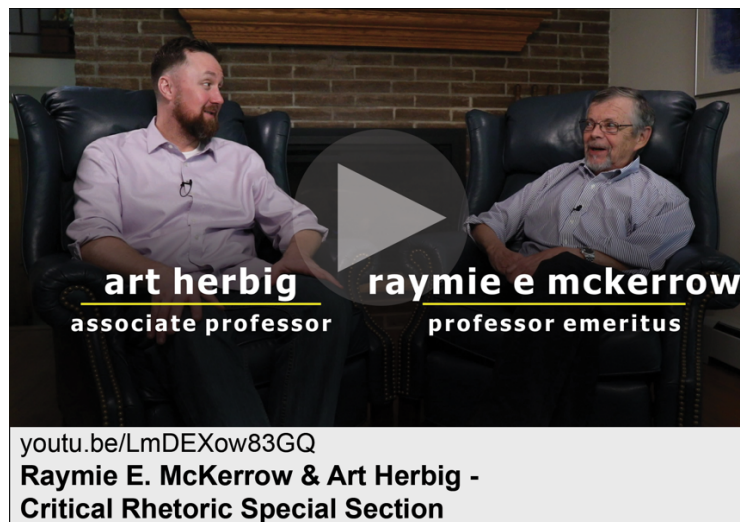 art herbig raymie e mckerrow
associate professor professor emeritus
youtu.be/LmDEXow83GQ
Raymie E. McKerrow & Art Herbig -
Critical Rhetoric Special Section